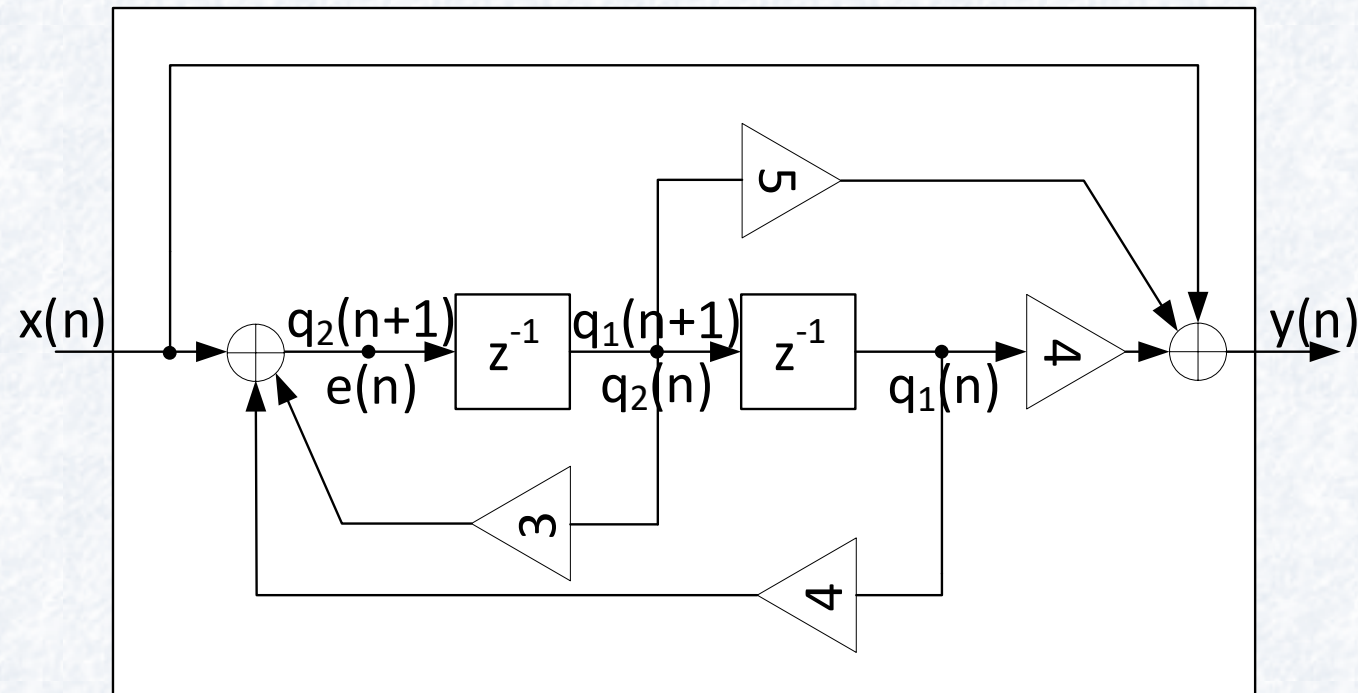 5
x(n)
q₂(n+1)
z⁻¹
q₁(n+1)
z⁻¹
4
y(n)
e(n)
q₂(n)
q₁(n)
3
4